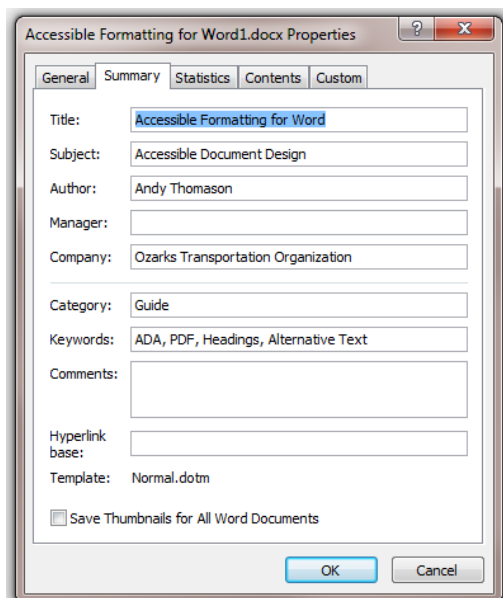 Accessible Formatting for Word1.docx Properties
General Summary Statistics Contents Custom
Title: Accessible Formatting for Word
Subject: Accessible Document Design
Author: Andy Thomason
Manager:
Company: Ozarks Transportation Organization
Category: Guide
Keywords: ADA, PDF, Headings, Alternative Text
Comments:
Hyperlink
base:
Template: Normal.dotm
Save Thumbnails for All Word Documents
OK Cancel